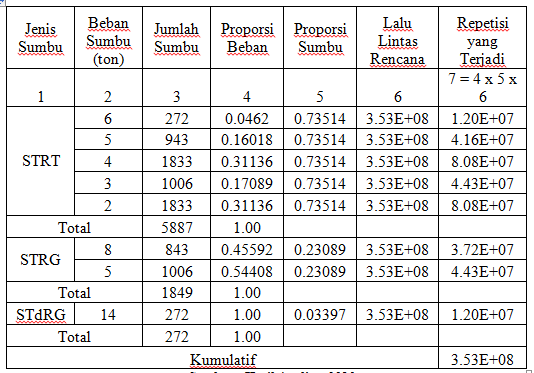 Jenis Sumbu Beban Sumbu (ton) Jumlah Sumbu Proporsi Beban Proporsi Sumbu Lalu Lintas Rencana Repetisi yang Terjadi
1 2 3 4 5 6 7 = 4 x 5 x 6
STRT 6 272 0.0462 0.73514 3.53E+08 1.20E+07
5 943 0.16018 0.73514 3.53E+08 4.16E+07
4 1833 0.31136 0.73514 3.53E+08 8.08E+07
3 1006 0.17089 0.73514 3.53E+08 4.43E+07
2 1833 0.31136 0.73514 3.53E+08 8.08E+07
Total 5887 1.00
STRG 8 843 0.45592 0.23089 3.53E+08 3.72E+07
5 1006 0.54408 0.23089 3.53E+08 4.43E+07
Total 1849 1.00
STdRG 14 272 1.00 0.03397 3.53E+08 1.20E+07
Total 272 1.00
Kumulatif 3.53E+08